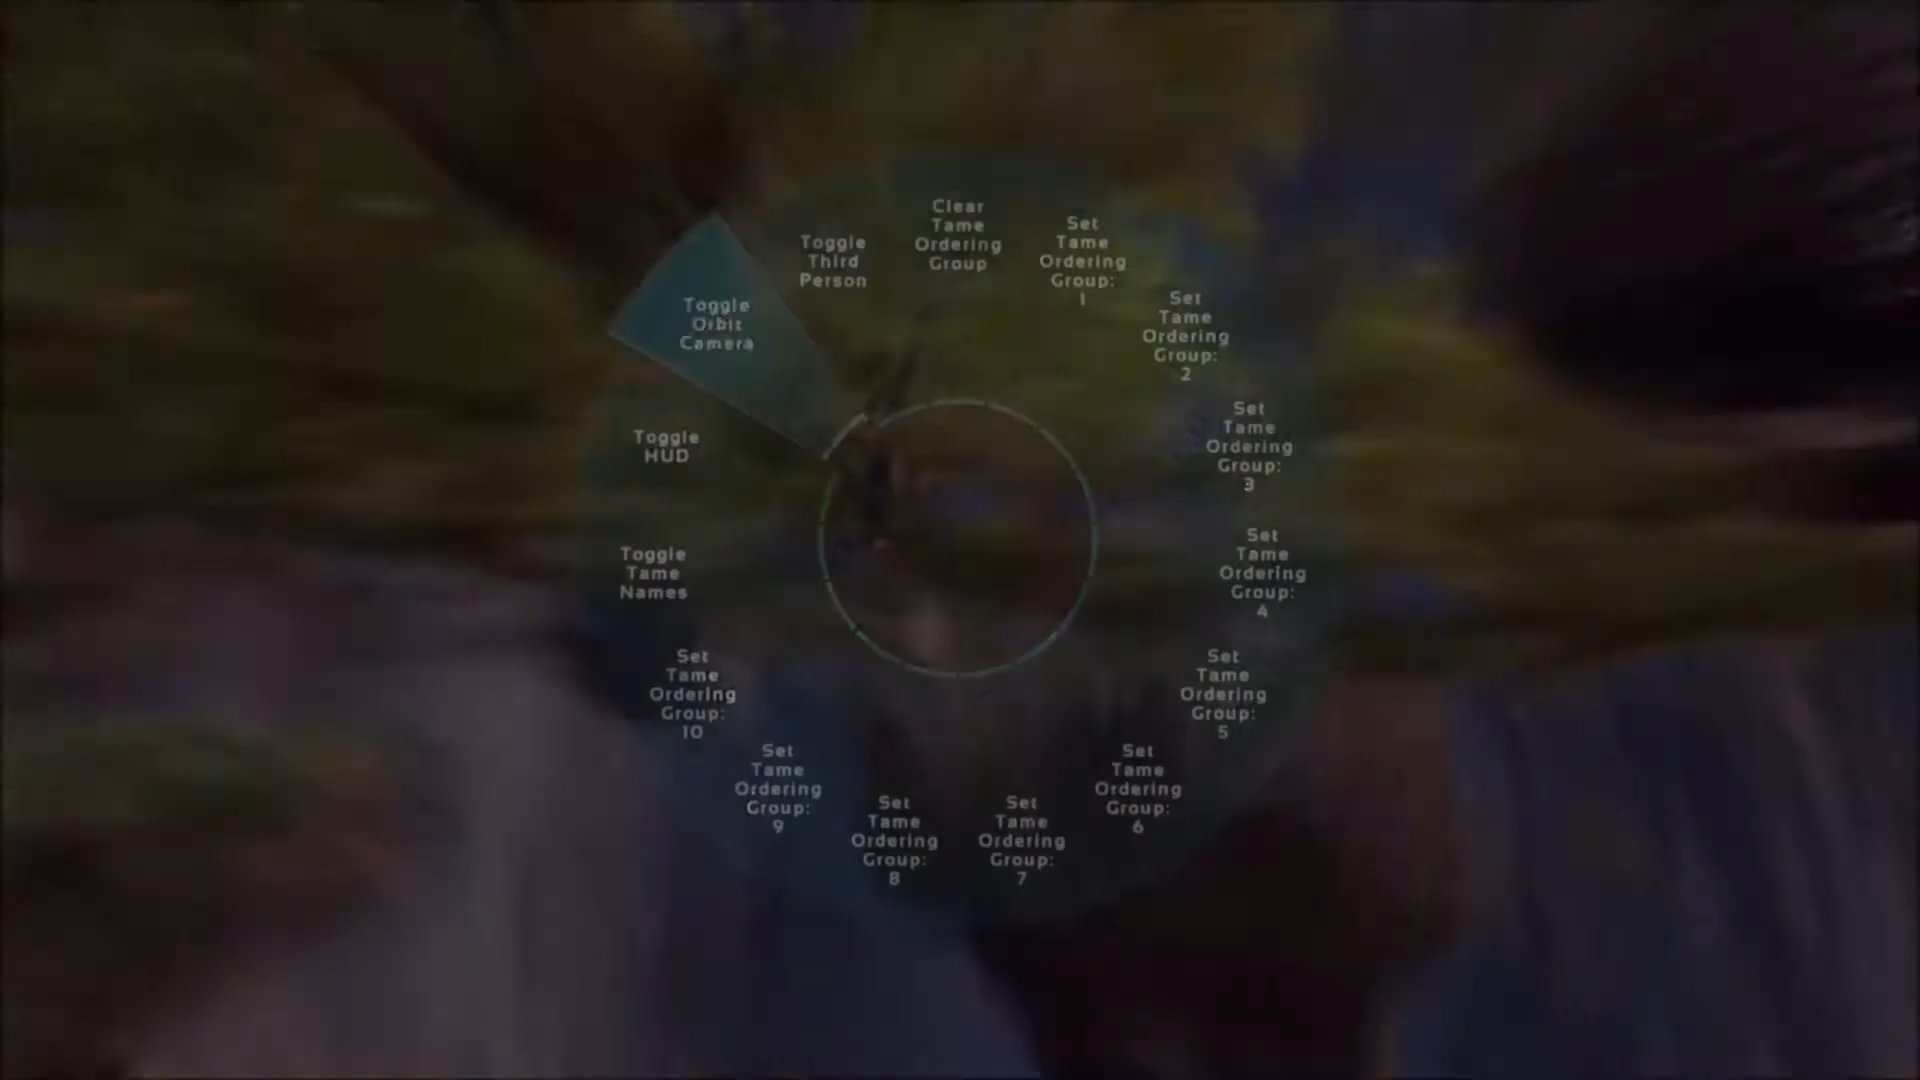 Clear
Tame
Ordering
Group
Set
Tame
Ordering
Group:
1
Set
Tame
Ordering
Group:
2
Set
Tame
Ordering
Group:
3
Set
Tame
Ordering
Group:
4
Set
Tame
Ordering
Group:
5
Set
Tame
Ordering
Group:
6
Set
Tame
Ordering
Group:
7
Set
Tame
Ordering
Group:
8
Set
Tame
Ordering
Group:
9
Set
Tame
Ordering
Group:
10
Toggle
Tame
Names
Toggle
HUD
Toggle
Orbit
Camera
Toggle
Third
Person